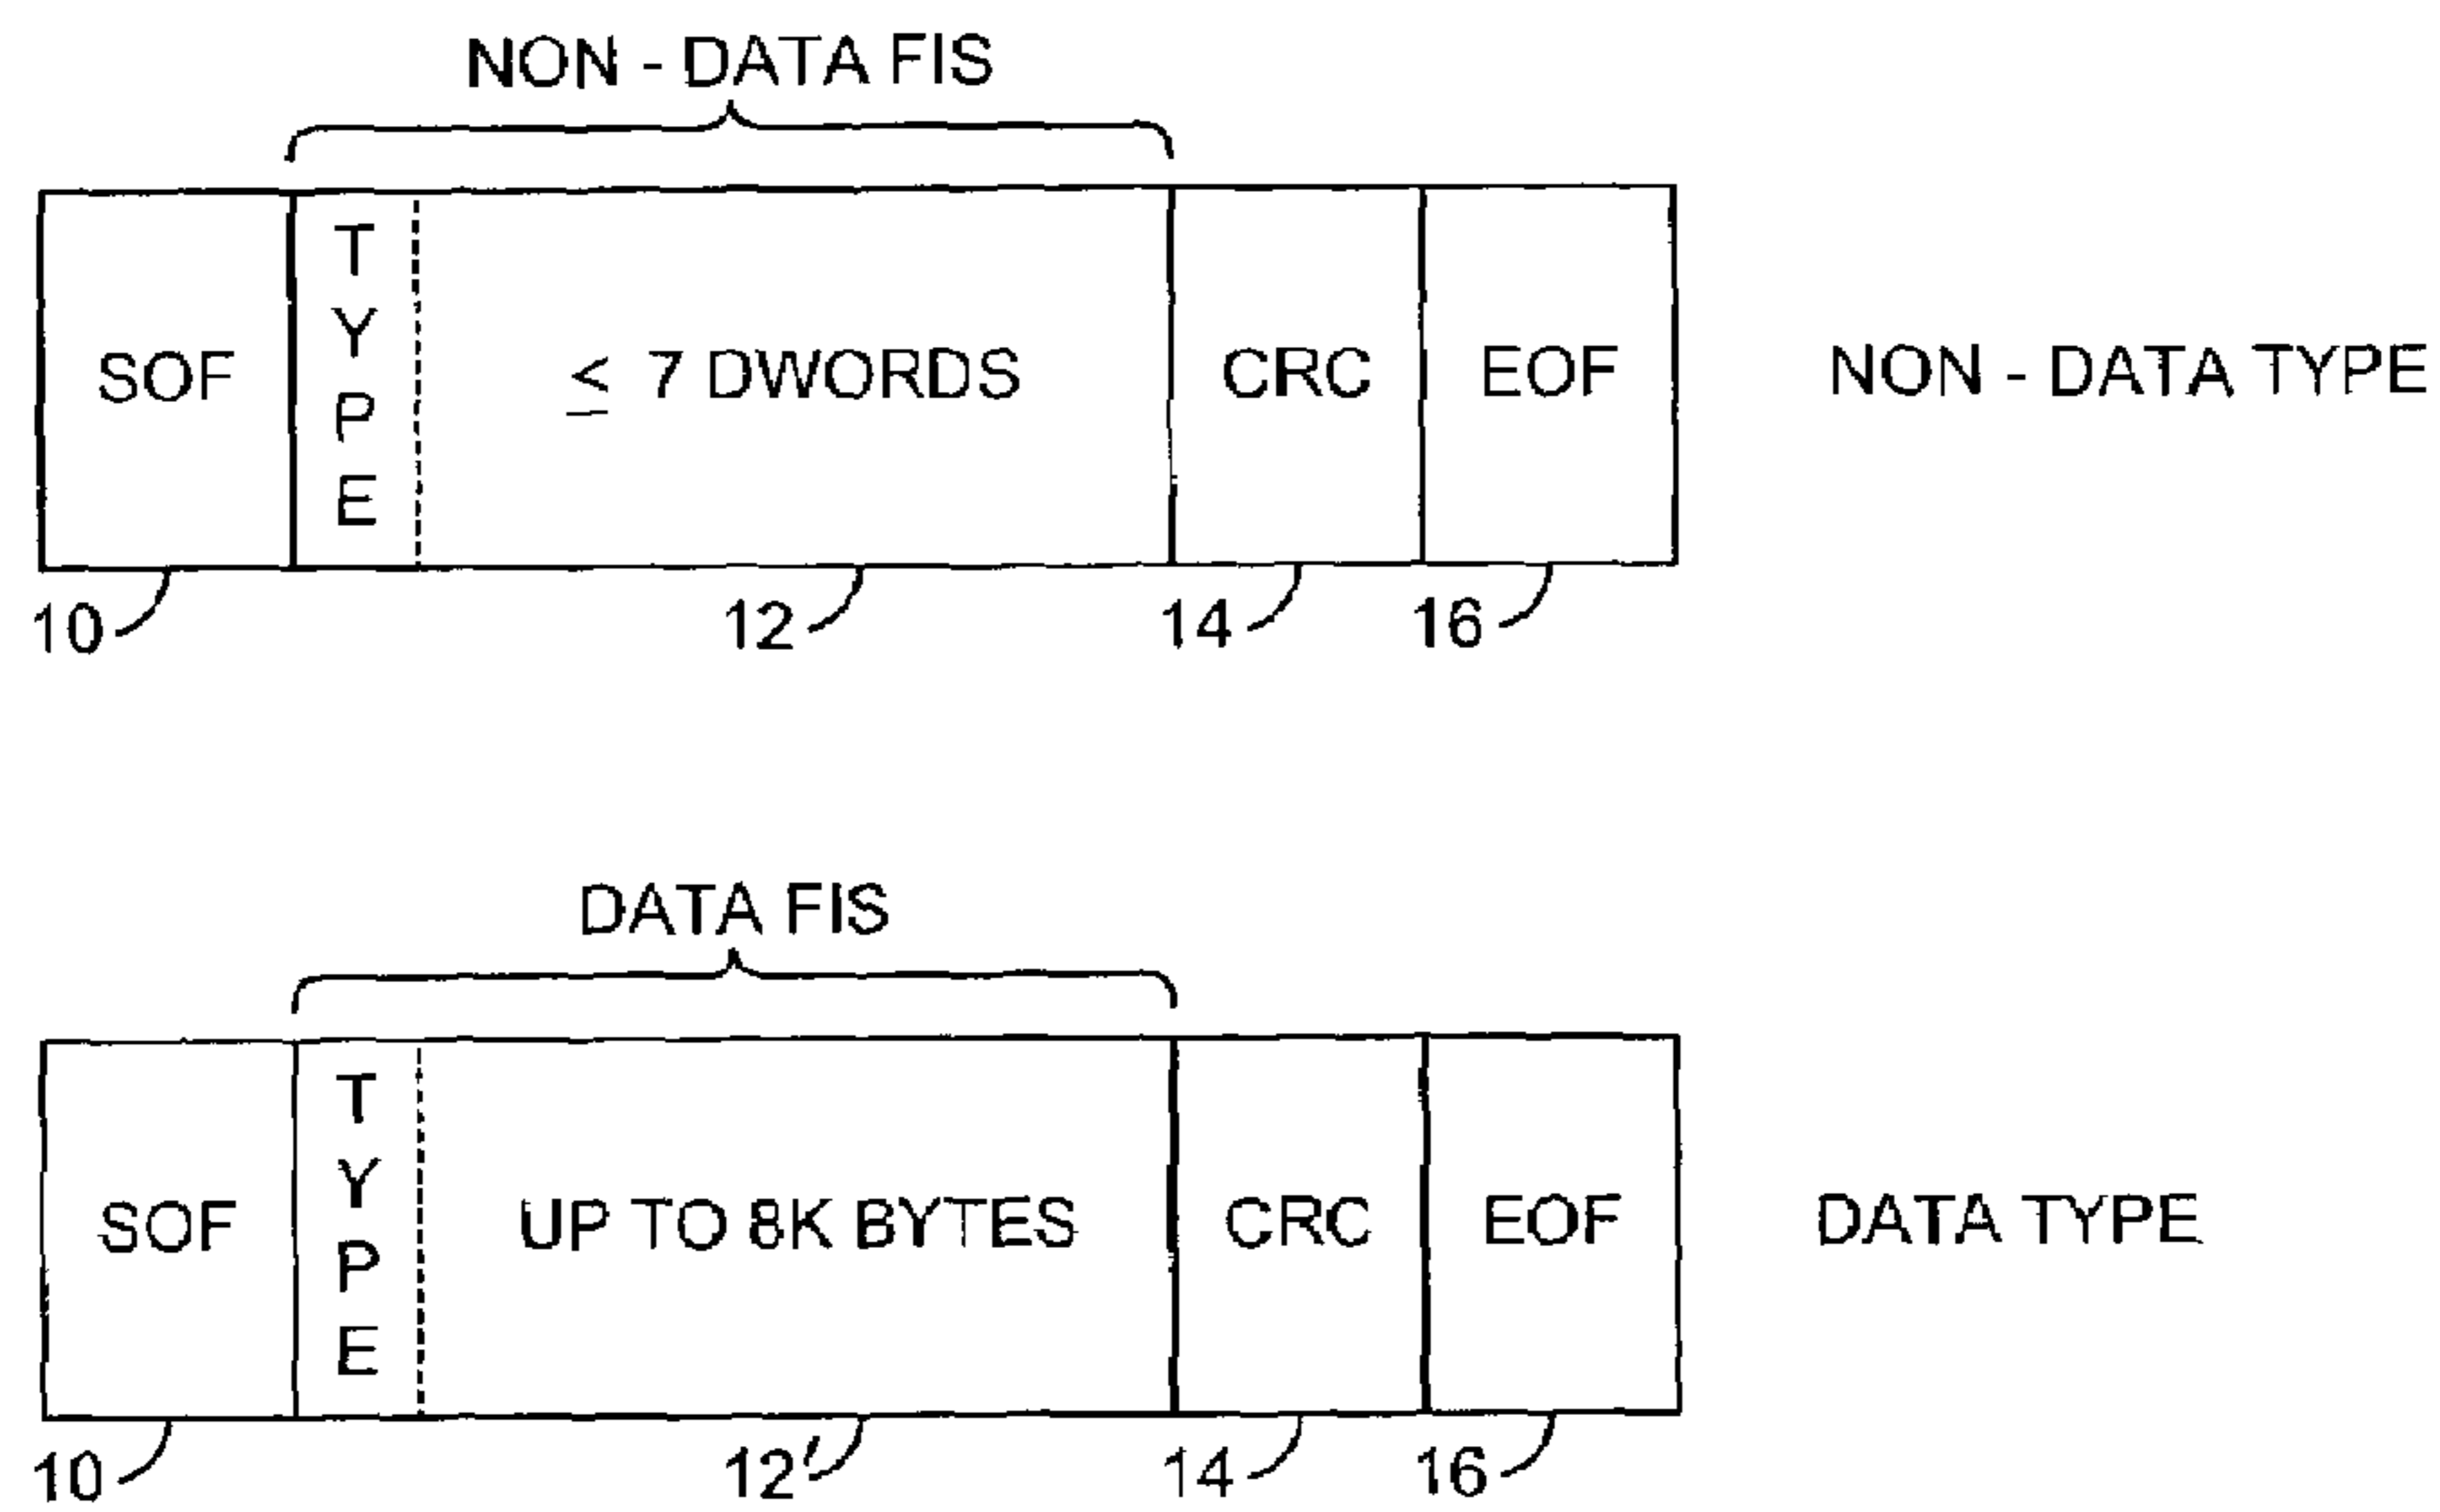 NON - DATA FIS
SOF
TYPE
≤ 7 DWORDS
CRC
EOF
NON - DATA TYPE
10
12
14
16
DATA FIS
SOF
TYPE
UP TO 8K BYTES
CRC
EOF
DATA TYPE
10
12'
14
16